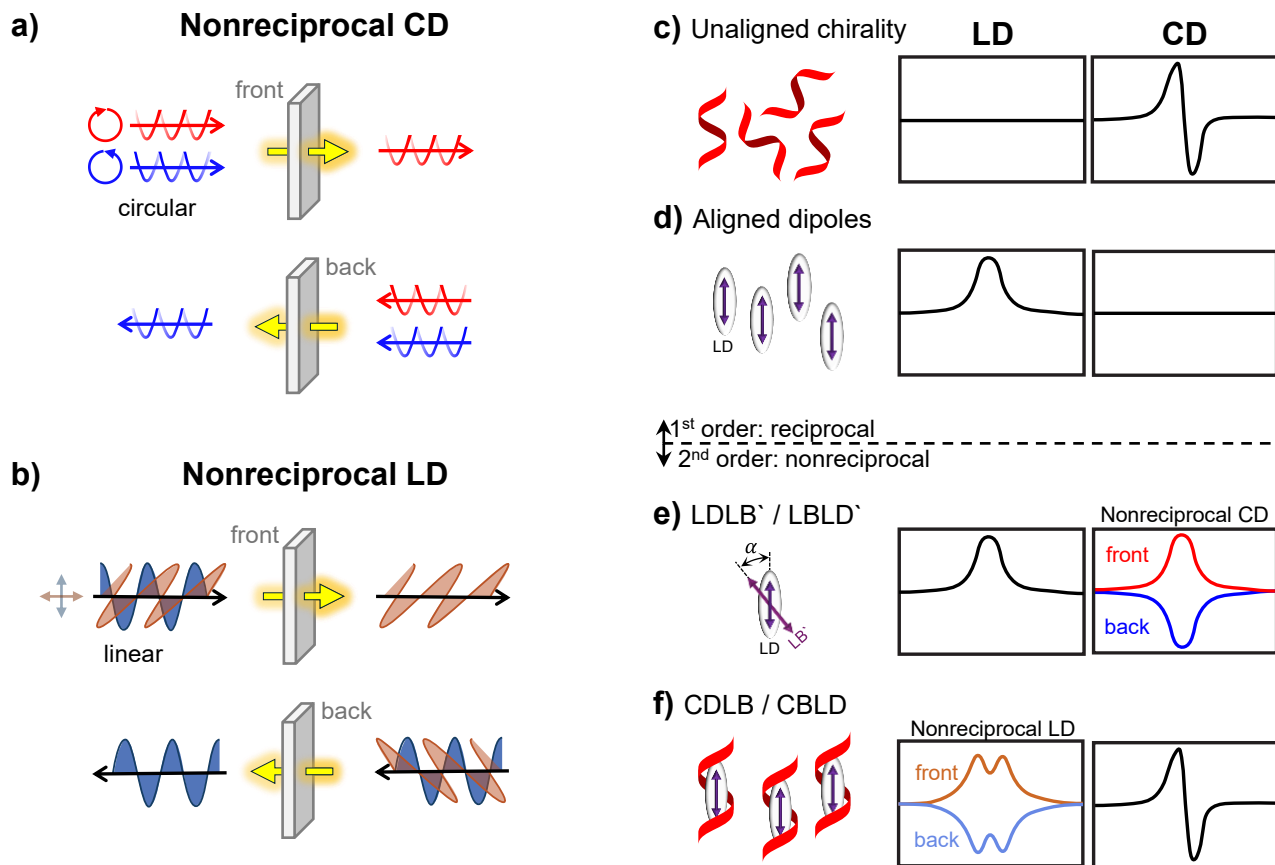 a) Nonreciprocal CD
front
circular
back
b) Nonreciprocal LD
front
linear
back
c) Unaligned chirality
LD
CD
d) Aligned dipoles
LD
1st order: reciprocal
2nd order: nonreciprocal
e) LDLB` / LBLD`
α
LB`
LD
Nonreciprocal CD
front
back
f) CDLB / CBLD
Nonreciprocal LD
front
back